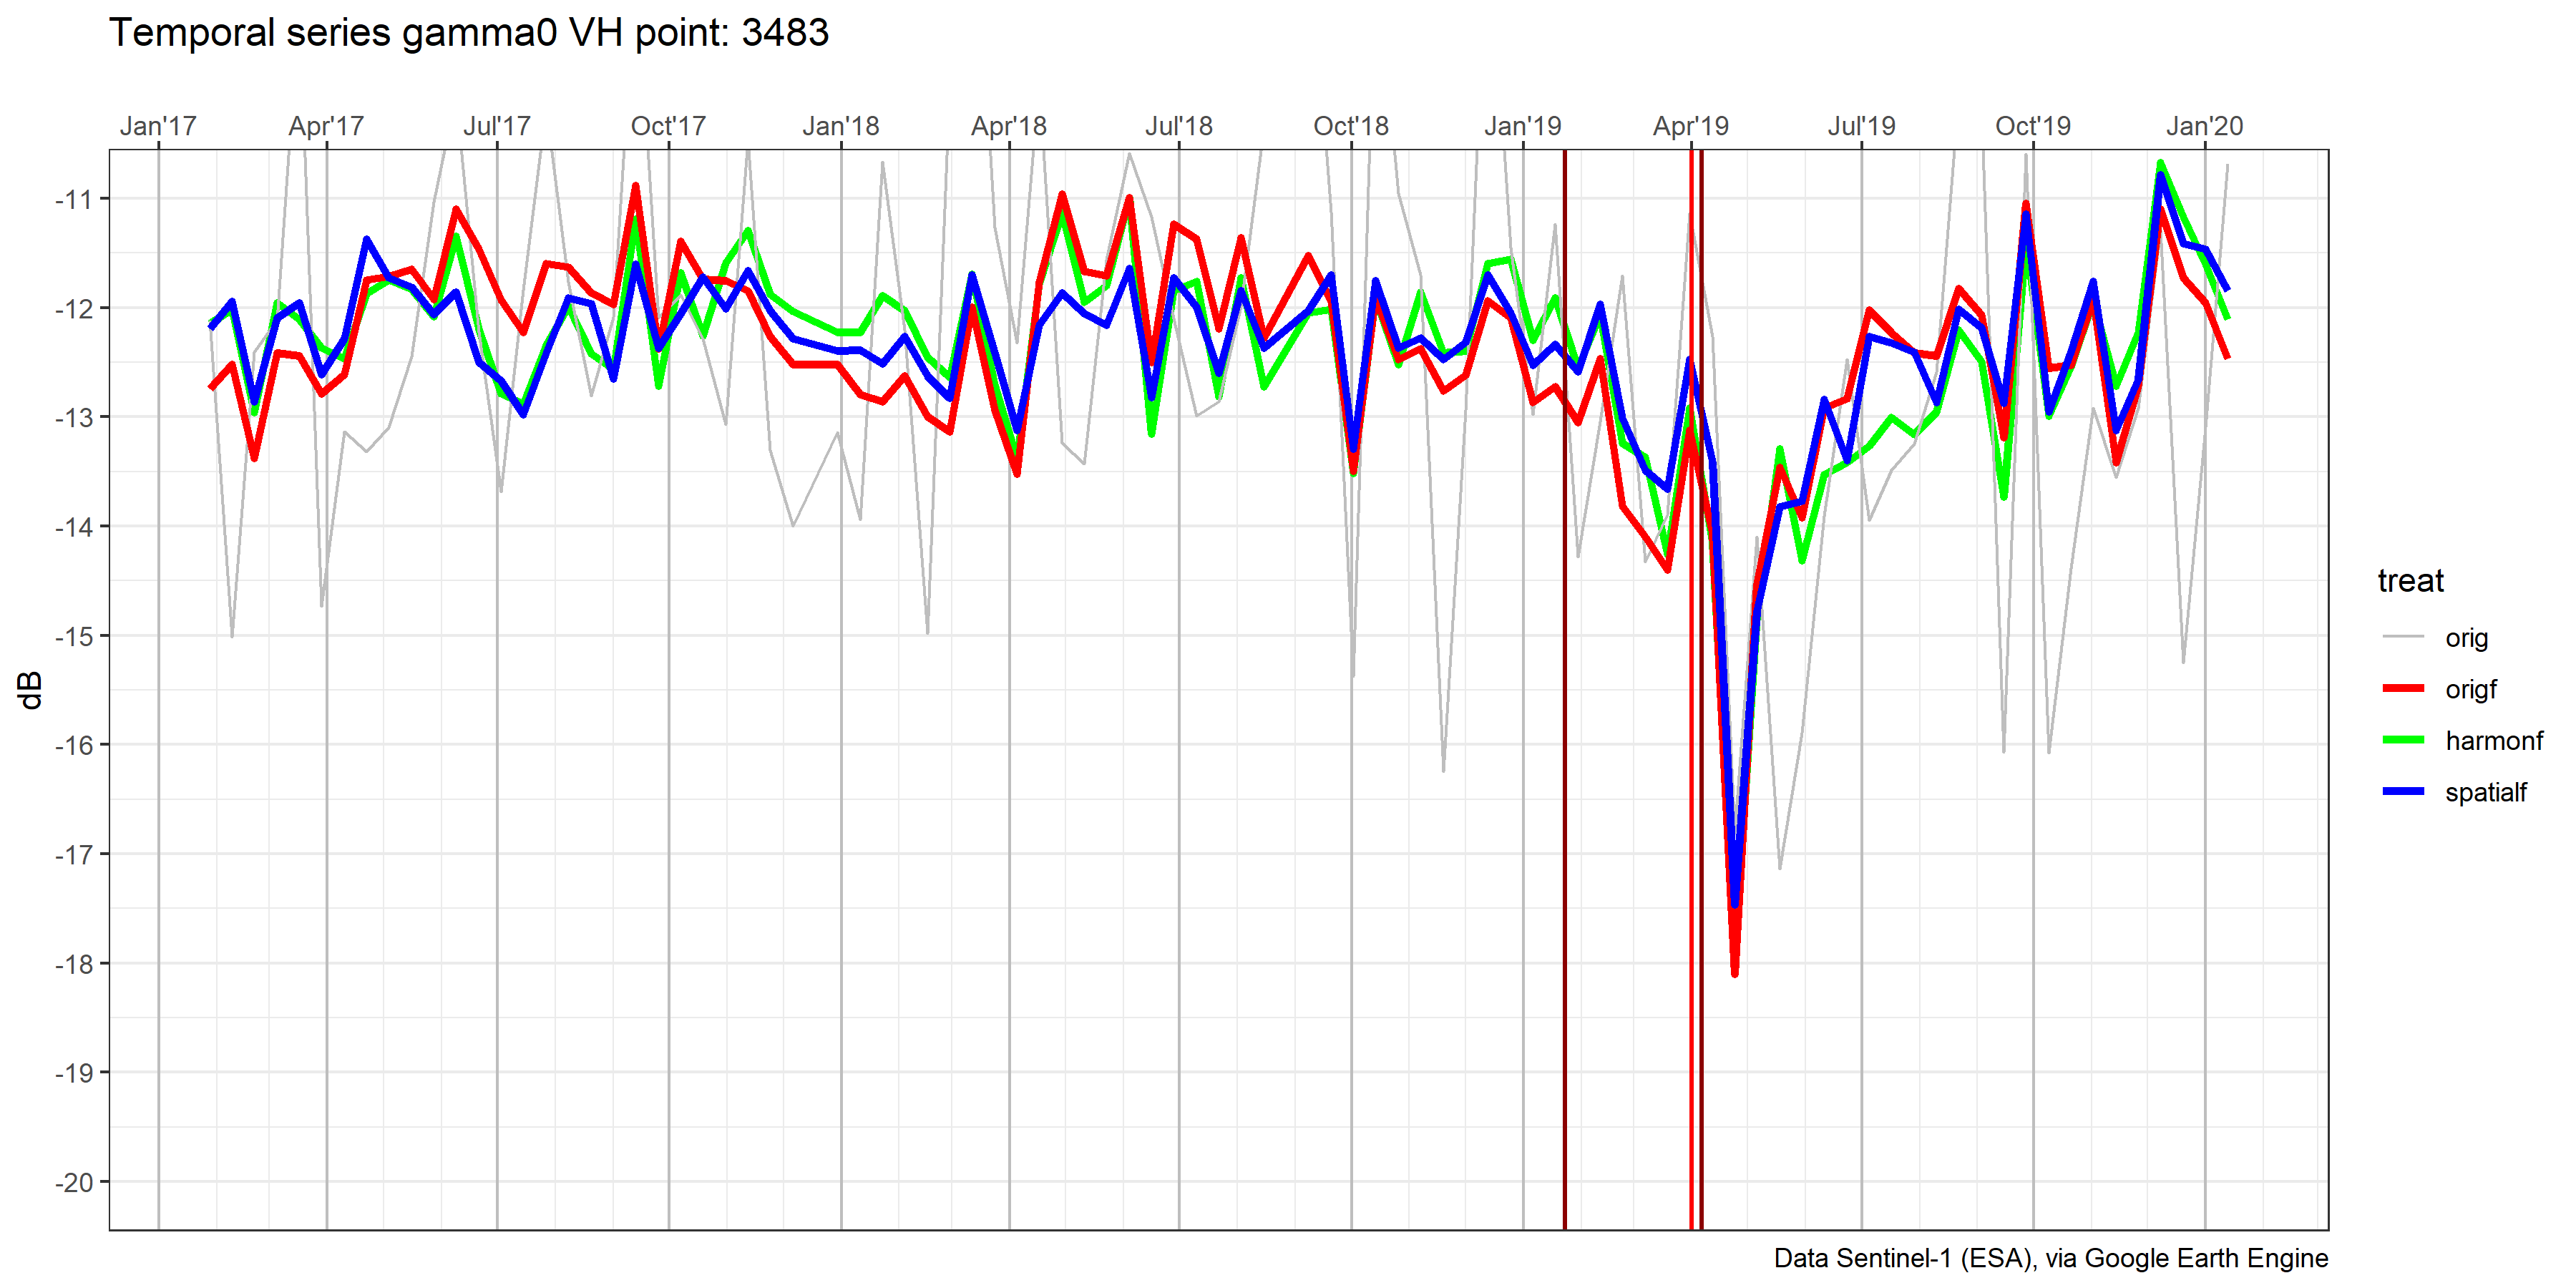 Temporal series gamma0 VH point: 3483
Jan'17 Apr'17 Jul'17 Oct'17 Jan'18 Apr'18 Jul'18 Oct'18 Jan'19 Apr'19 Jul'19 Oct'19 Jan'20
-11
-12
-13
-14
-15
-16
-17
-18
-19
-20
dB
treat
orig
origf
harmonf
spatialf
Data Sentinel-1 (ESA), via Google Earth Engine